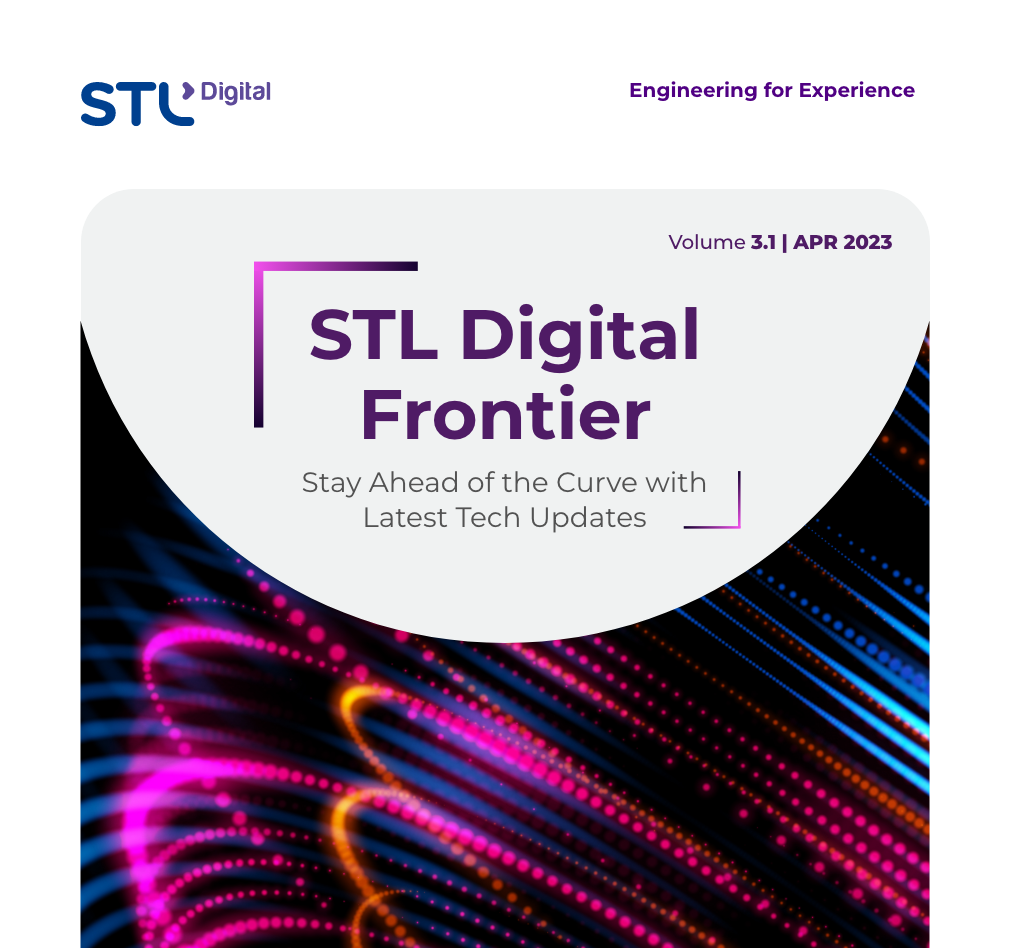 STL Digital
Engineering for Experience
Volume 3.1 | APR 2023
STL Digital
Frontier
Stay Ahead of the Curve with
Latest Tech Updates